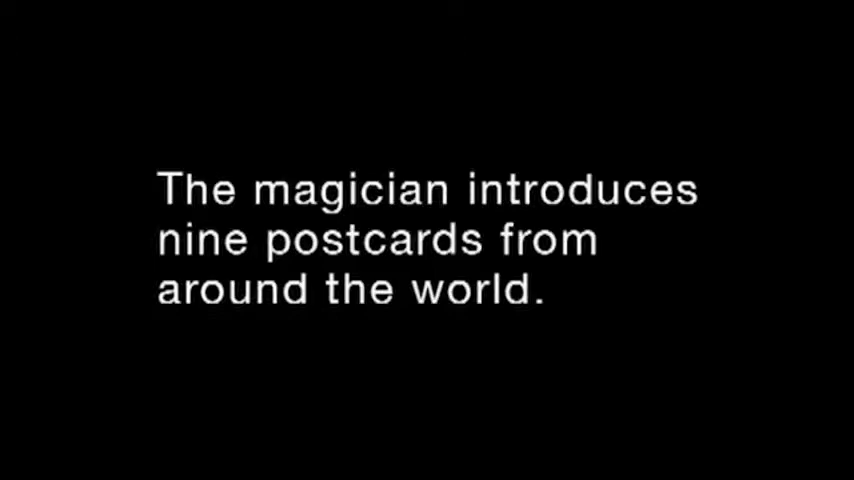 The magician introduces
nine postcards from
around the world.